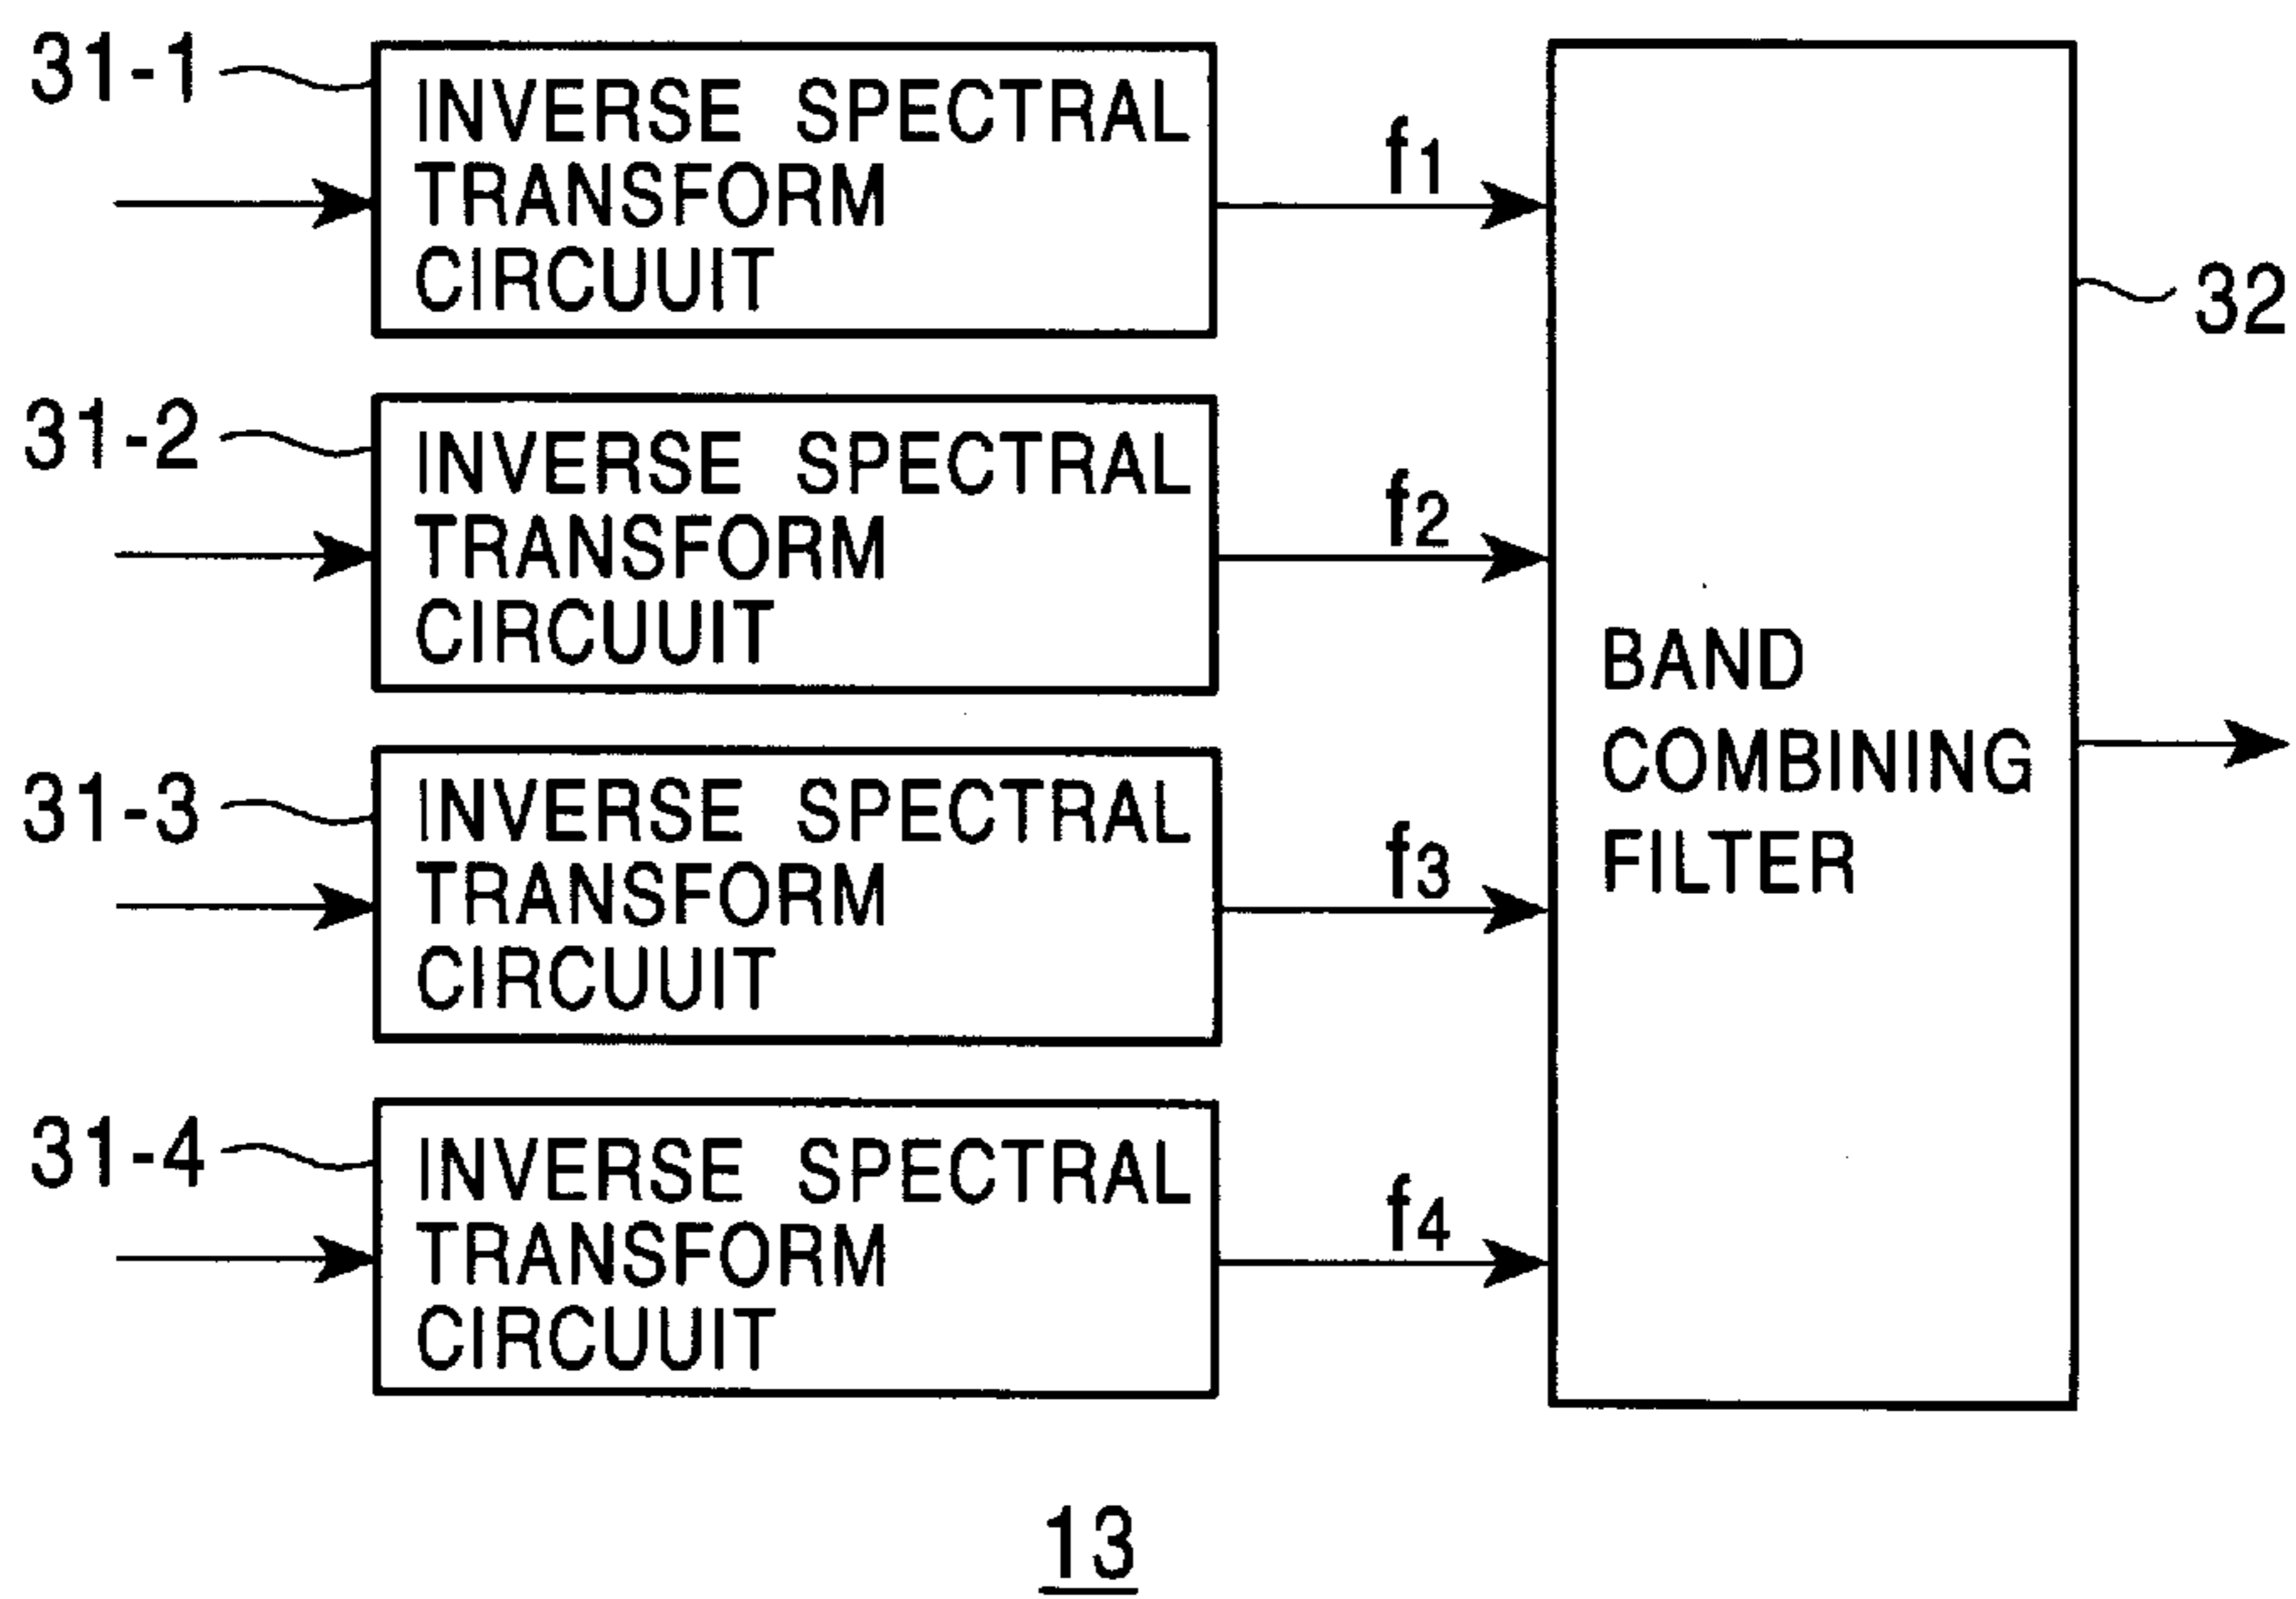 31-1
INVERSE SPECTRAL
TRANSFORM
CIRCUUIT
f1
31-2
INVERSE SPECTRAL
TRANSFORM
CIRCUUIT
f2
31-3
INVERSE SPECTRAL
TRANSFORM
CIRCUUIT
f3
31-4
INVERSE SPECTRAL
TRANSFORM
CIRCUUIT
f4
BAND
COMBINING
FILTER
32
13